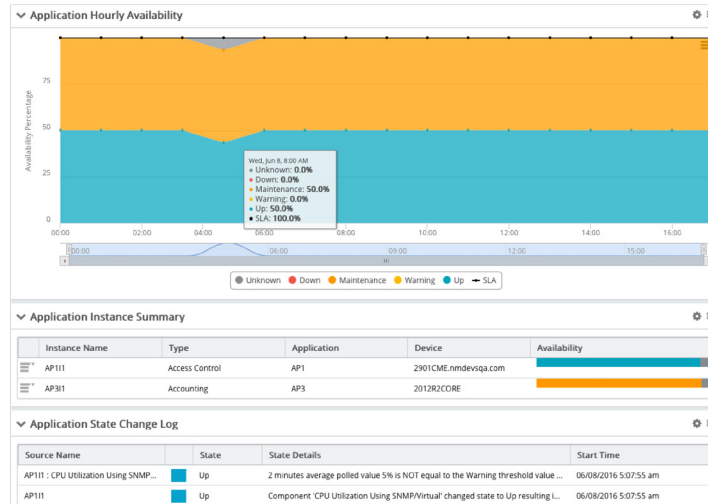 Application Hourly Availability
Availability Percentage
75
50
25
0
Wed, Jun 8, 8:00 AM
Unknown: 0.0%
Down: 0.0%
Maintenance: 50.0%
Warning: 0.0%
Up: 50.0%
SLA: 100.0%
00:00 02:00 04:00 06:00 08:00 10:00 12:00 14:00 16:00
00:00 06:00 09:00 12:00 15:00
Unknown Down Maintenance Warning Up SLA
Application Instance Summary
Instance Name Type Application Device Availability
AP1I1 Access Control AP1 2901CME.nmdevsqa.com
AP3I1 Accounting AP3 2012R2CORE
Application State Change Log
Source Name State State Details Start Time
AP1I1 : CPU Utilization Using SNMP... Up 2 minutes average polled value 5% is NOT equal to the Warning threshold value ... 06/08/2016 5:07:55 am
AP1I1 Up Component 'CPU Utilization Using SNMP/Virtual' changed state to Up resulting i... 06/08/2016 5:07:55 am